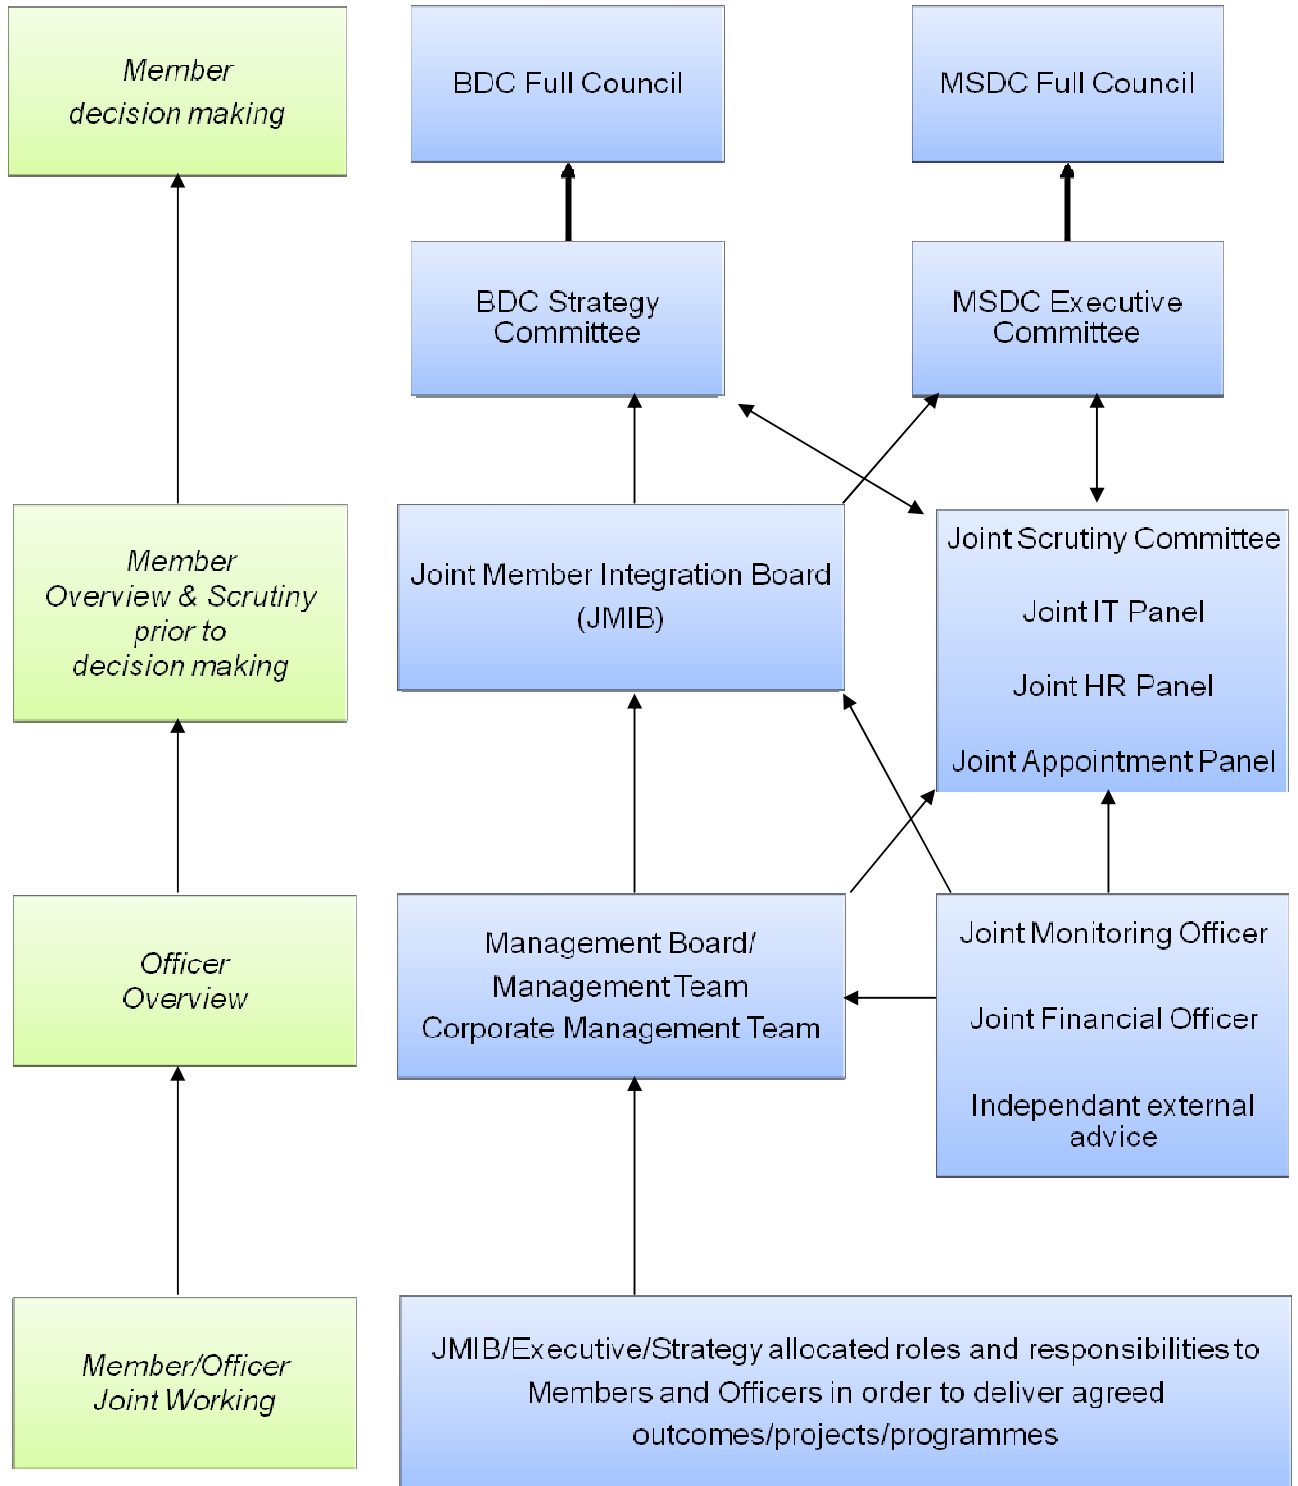 Member
decision making
BDC Full Council
MSDC Full Council
BDC Strategy
Committee
MSDC Executive
Committee
Member
Overview & Scrutiny
prior to
decision making
Joint Member Integration Board
(JMIB)
Joint Scrutiny Committee
Joint IT Panel
Joint HR Panel
Joint Appointment Panel
Officer
Overview
Management Board/
Management Team
Corporate Management Team
Joint Monitoring Officer
Joint Financial Officer
Independant external
advice
Member/Officer
Joint Working
JMIB/Executive/Strategy allocated roles and responsibilities to
Members and Officers in order to deliver agreed
outcomes/projects/programmes